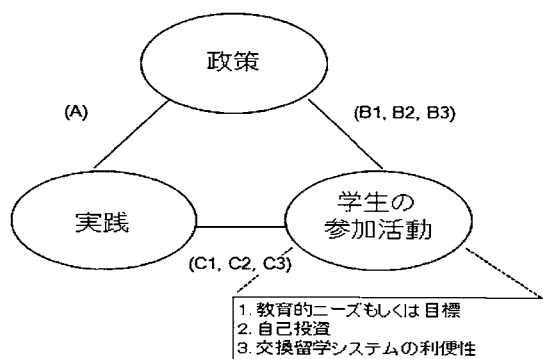 政策
(A)
(B1, B2, B3)
実践
学生の
参加活動
(C1, C2, C3)
1. 教育的ニーズもしくは目標
2. 自己投資
3. 交換留学システムの利便性